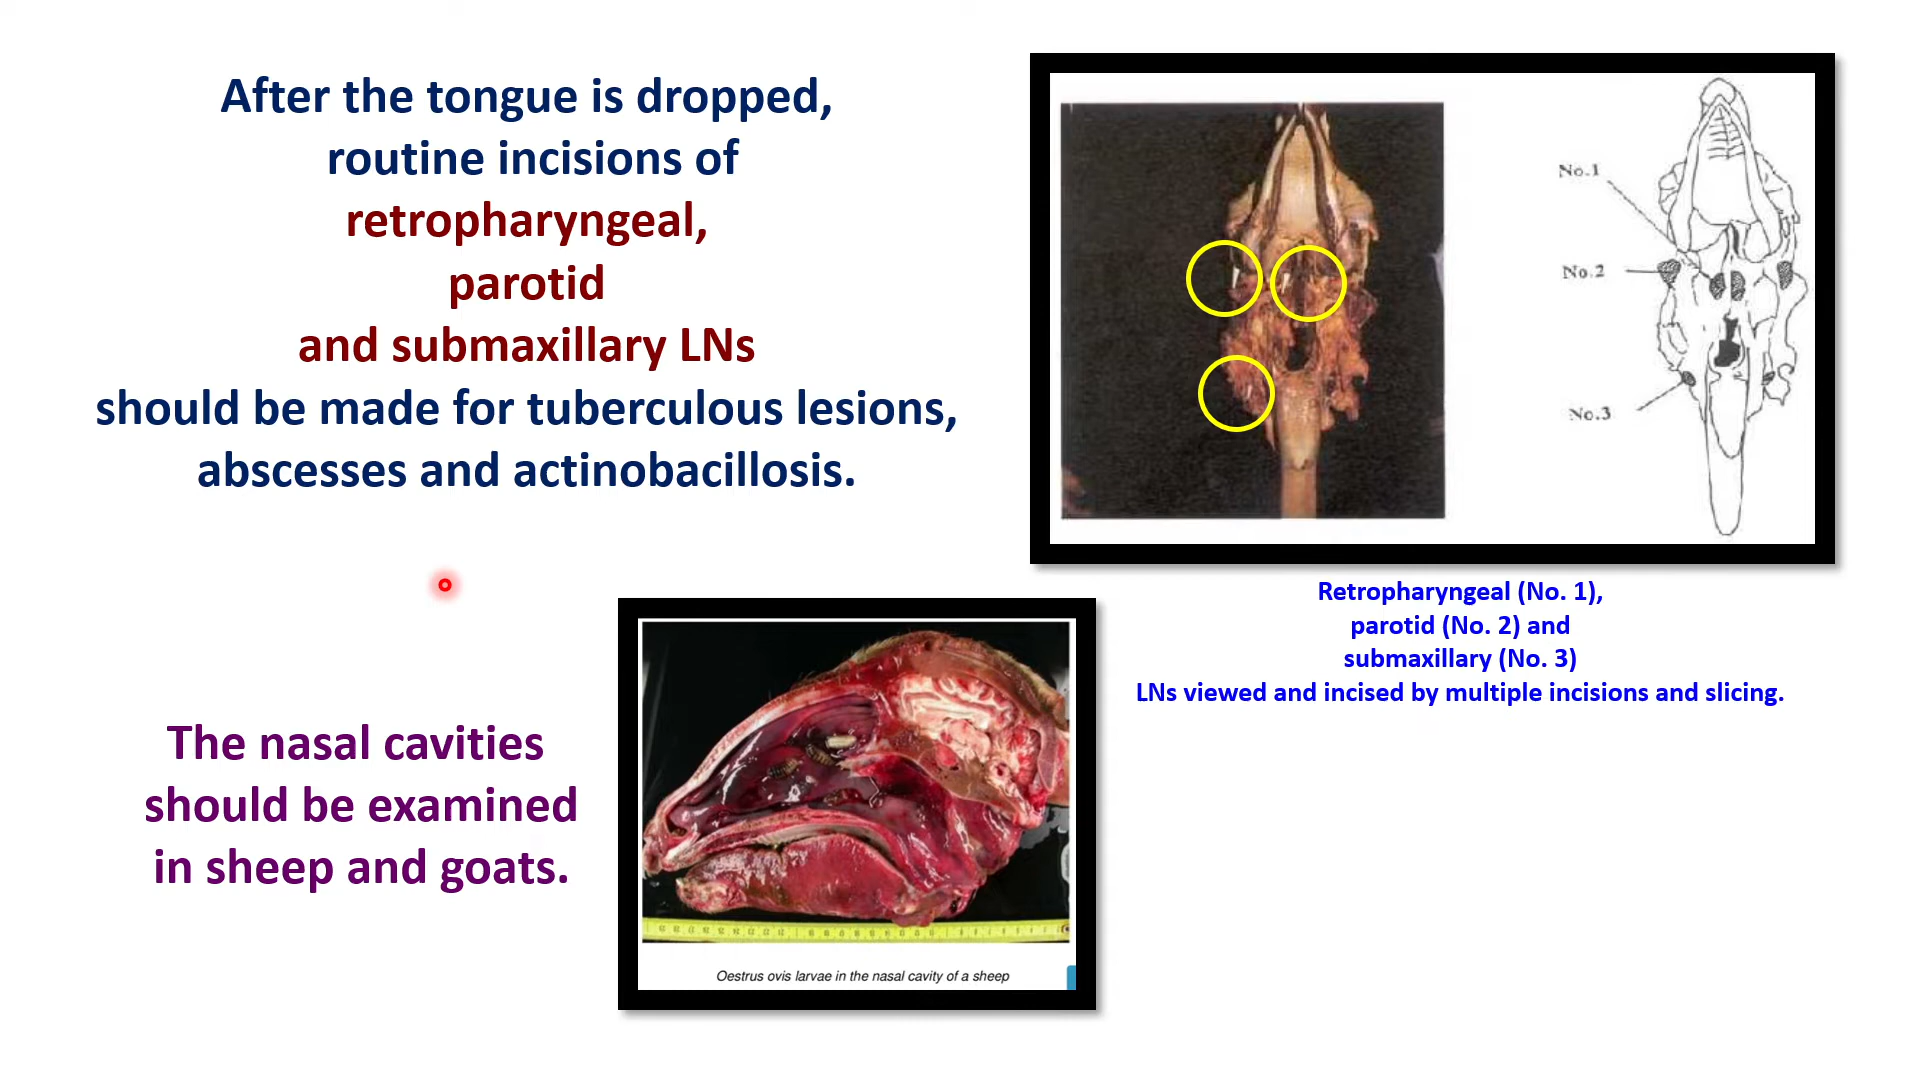 After the tongue is dropped,
routine incisions of
retropharyngeal,
parotid
and submaxillary LNs
should be made for tuberculous lesions,
abscesses and actinobacillosis.
No.1
No.2
No.3
Retropharyngeal (No. 1),
parotid (No. 2) and
submaxillary (No. 3)
LNs viewed and incised by multiple incisions and slicing.
The nasal cavities
should be examined
in sheep and goats.
Oestrus ovis larvae in the nasal cavity of a sheep